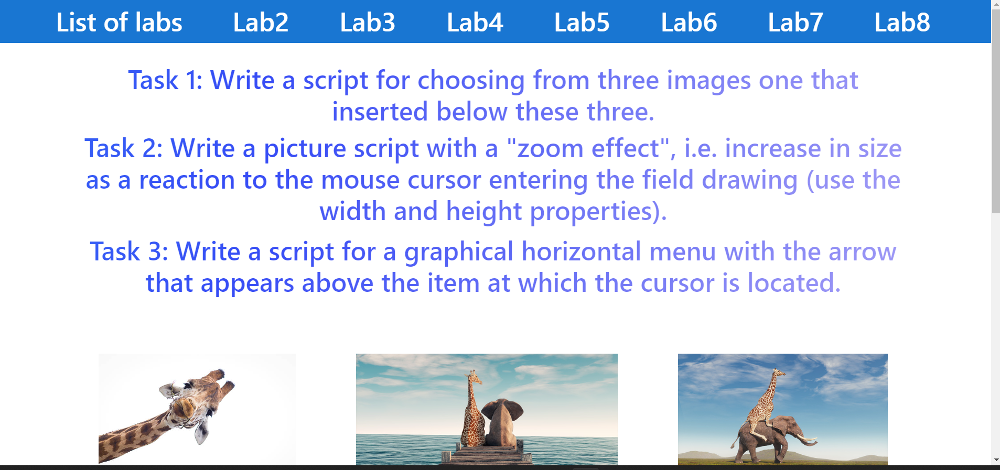 List of labs Lab2 Lab3 Lab4 Lab5 Lab6 Lab7 Lab8
Task 1: Write a script for choosing from three images one that
inserted below these three.
Task 2: Write a picture script with a "zoom effect", i.e. increase in size
as a reaction to the mouse cursor entering the field drawing (use the
width and height properties).
Task 3: Write a script for a graphical horizontal menu with the arrow
that appears above the item at which the cursor is located.